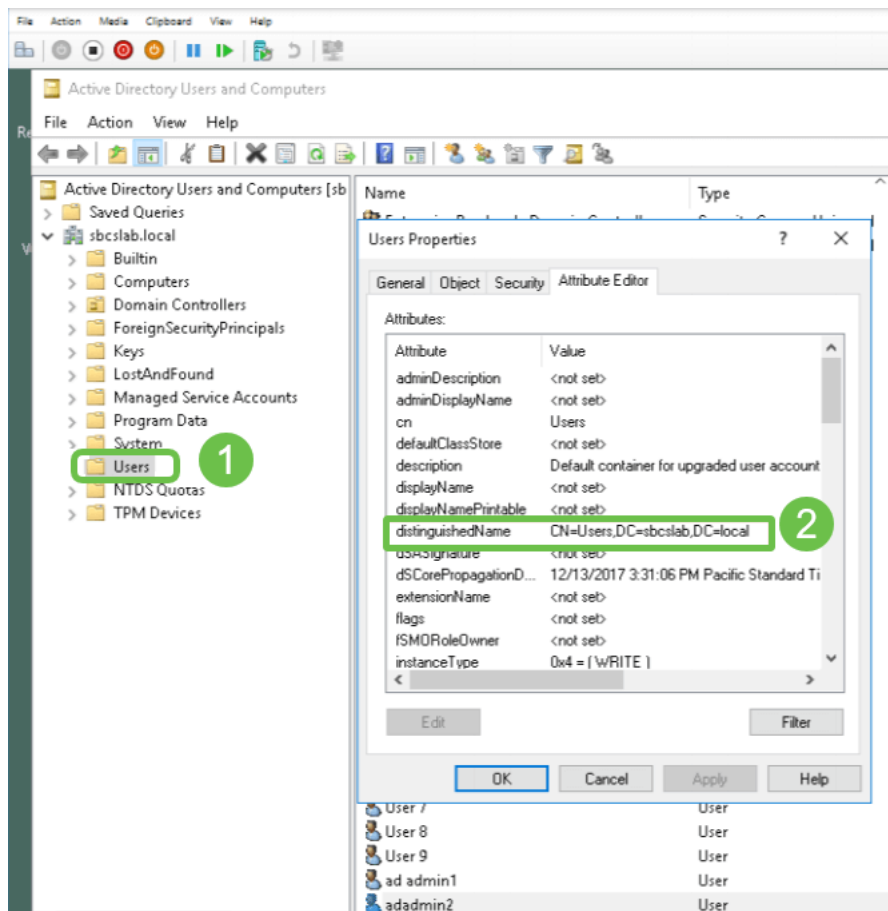 File Action Media Clipboard View Help
Active Directory Users and Computers
File Action View Help
Active Directory Users and Computers [sb
Saved Queries
sbcslab.local
Builtin
Computers
Domain Controllers
ForeignSecurityPrincipals
Keys
LostAndFound
Managed Service Accounts
Program Data
System
Users
1
NTDS Quotas
TPM Devices
Name Type
Users Properties ? X
General Object Security Attribute Editor
Attributes:
Attribute Value
adminDescription <not set>
adminDisplayName <not set>
cn Users
defaultClassStore <not set>
description Default container for upgraded user account
displayName <not set>
displayNamePrintable <not set>
distinguishedName CN=Users,DC=sbcslab,DC=local
2
dSASignature <not set>
dSCorePropagationD... 12/13/2017 3:31:06 PM Pacific Standard Ti
extensionName <not set>
flags <not set>
fSMORoleOwner <not set>
instanceType 0x4 = ( WRITE )
Edit Filter
OK Cancel Apply Help
User 7 User
User 8 User
User 9 User
ad admin1 User
adadmin2 User